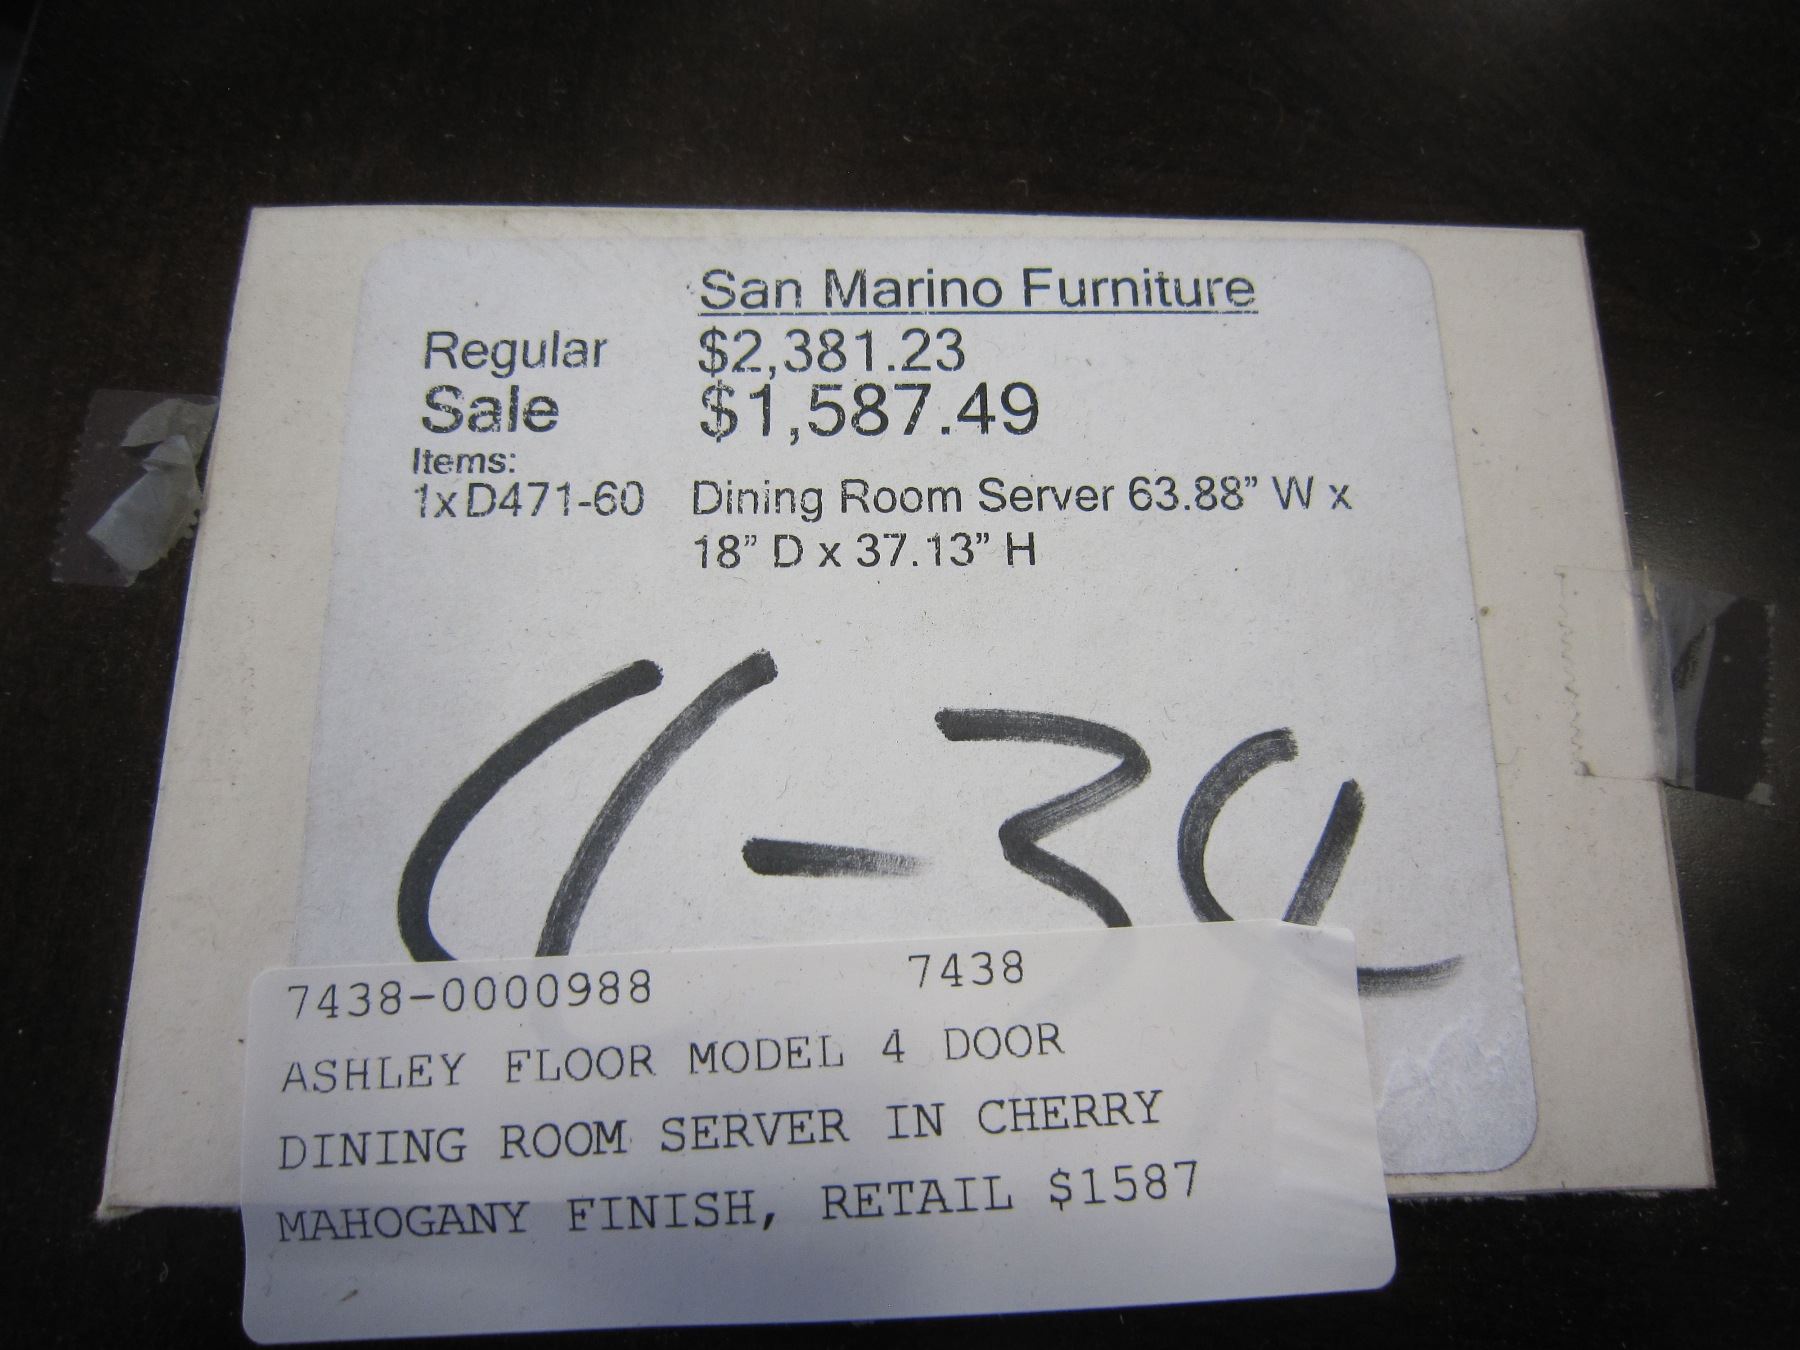 San Marino Furniture
Regular $2,381.23
Sale $1,587.49
Items:
1xD471-60 Dining Room Server 63.88” W x
18” D x 37.13” H
7438-0000988 7438
ASHLEY FLOOR MODEL 4 DOOR
DINING ROOM SERVER IN CHERRY
MAHOGANY FINISH, RETAIL $1587